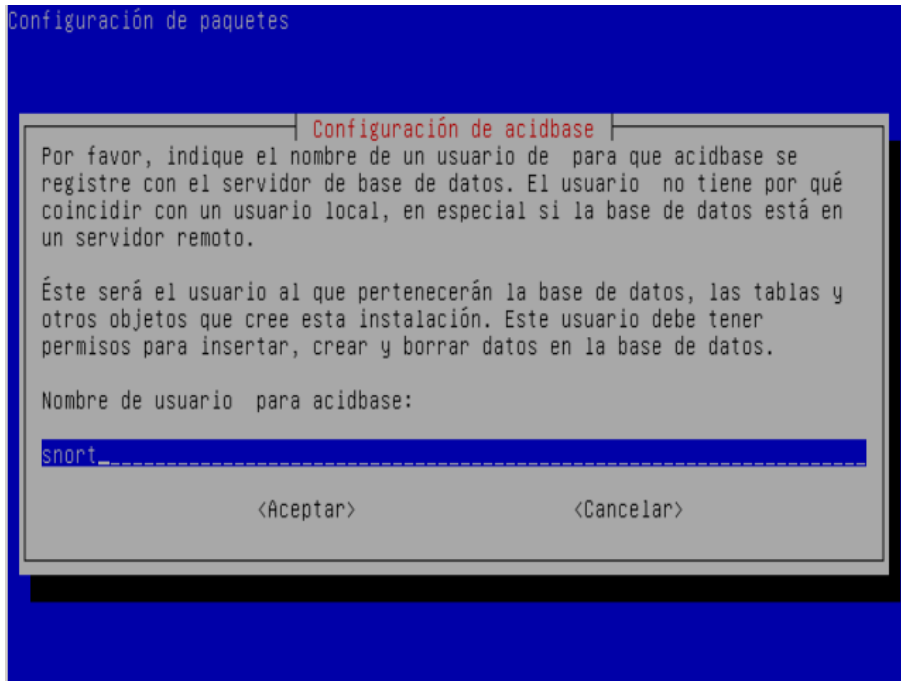 Configuración de paquetes
Configuración de acidbase
Por favor, indique el nombre de un usuario de  para que acidbase se
registre con el servidor de base de datos. El usuario  no tiene por qué
coincidir con un usuario local, en especial si la base de datos está en
un servidor remoto.
Éste será el usuario al que pertenecerán la base de datos, las tablas y
otros objetos que cree esta instalación. Este usuario debe tener
permisos para insertar, crear y borrar datos en la base de datos.
Nombre de usuario  para acidbase:
snort
<Aceptar> <Cancelar>